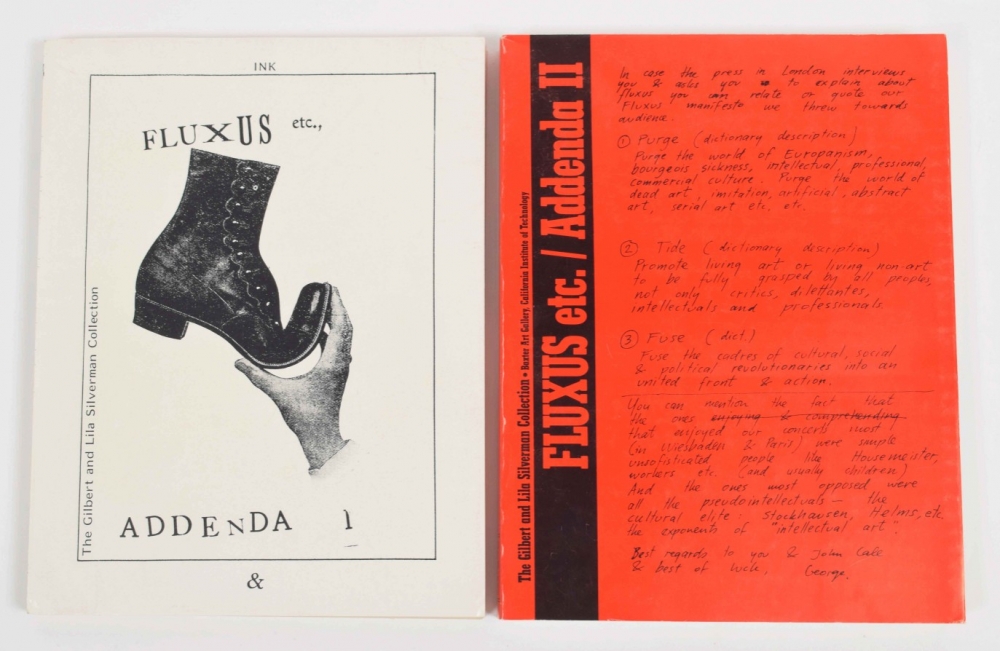 INK
FLUXUS etc.,
The Gilbert and Lila Silverman Collection
ADDENDA 1
&
The Gilbert and Lila Silverman Collection • Baxter Art Gallery, California Institute of Technology
FLUXUS etc. / Addenda II
In case the press in London interviews
you & asks you to explain about
fluxus you can relate or quote our
Fluxus manifesto we threw towards
audience.
① Purge (dictionary description)
Purge the world of Europanism,
bourgeois sickness, intellectual, professional,
commercial culture. Purge the world of
dead art, imitation, artificial, abstract
art, serial art etc. etc.
② Tide (dictionary description)
Promote living art or living non-art
to be fully grasped by all peoples,
not only critics, dilettantes,
intellectuals and professionals.
③ Fuse (dict.)
Fuse the cadres of cultural, social
& political revolutionaries into an
united front & action.
You can mention the fact that
the ones enjoying & comprehending
that enjoyed our concerts most
(in Wiesbaden & Paris) were simple
unsofisticated people like Housemeister,
workers etc. (and usually children)
And the ones most opposed were
all the pseudointellectuals — the
cultural elite: Stockhausen, Helms, etc.
the exponents of "intellectual art".
Best regards to you & John Cale
& best of luck. George.